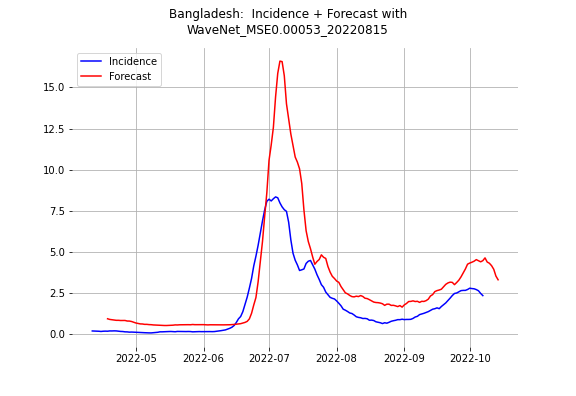 Bangladesh:  Incidence + Forecast with
WaveNet_MSE0.00053_20220815
Incidence
Forecast
15.0
12.5
10.0
7.5
5.0
2.5
0.0
2022-05 2022-06 2022-07 2022-08 2022-09 2022-10